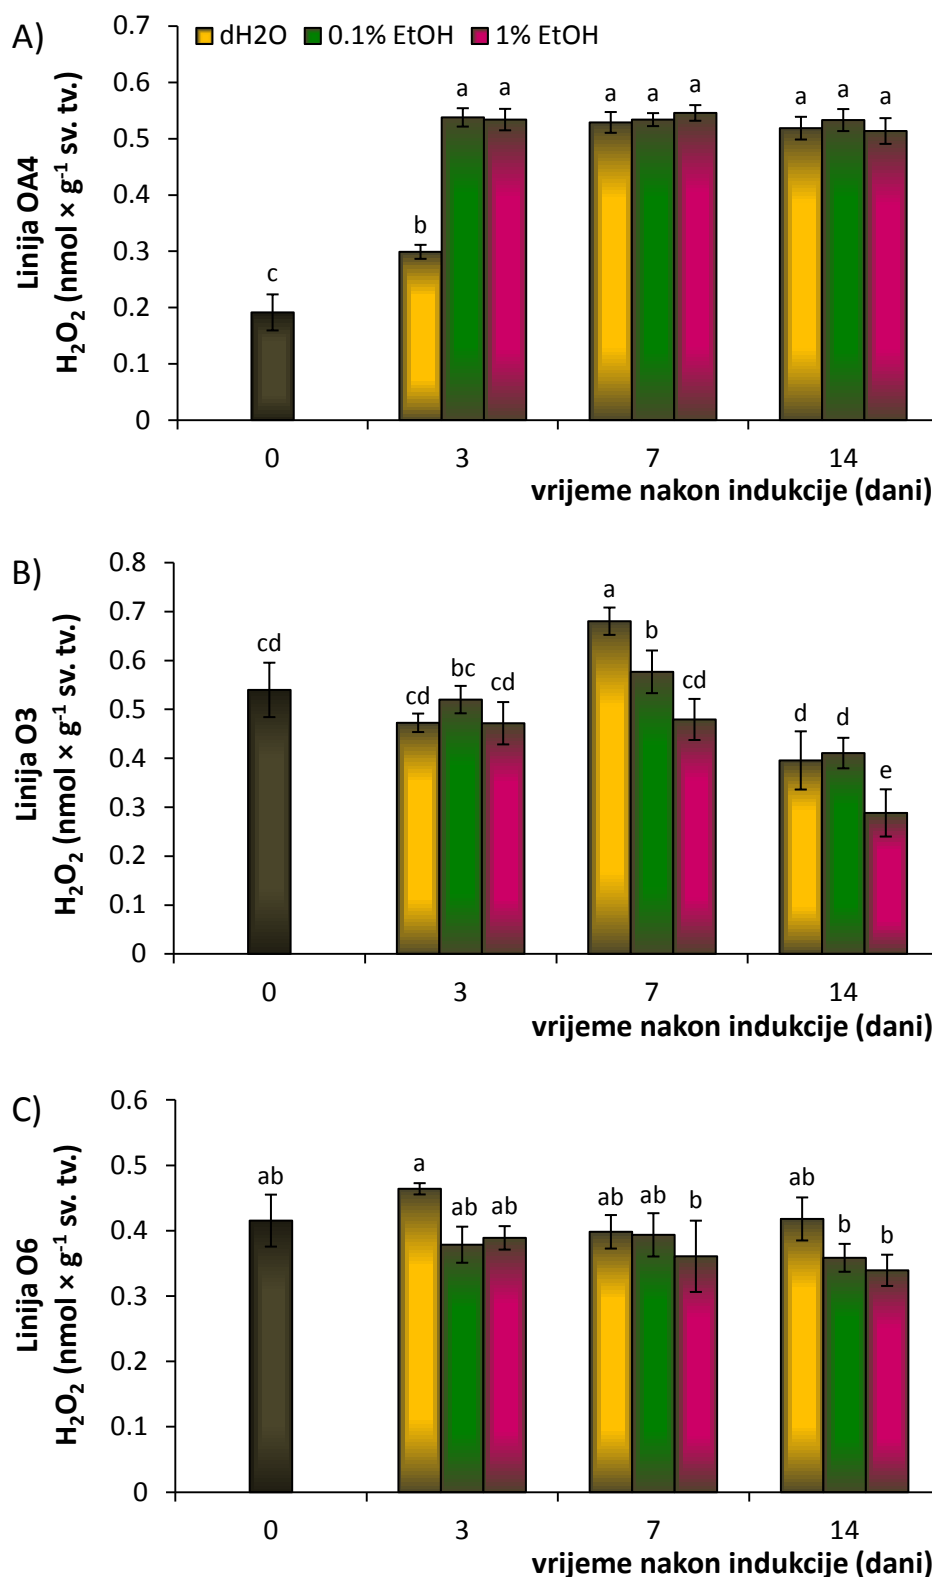 A)
dH2O 0.1% EtOH 1% EtOH
Linija OA4
H₂O₂ (nmol × g⁻¹ sv. tv.)
0.7
0.6
0.5
0.4
0.3
0.2
0.1
0
c
b a a
a a a
a a a
0 3 7 14
vrijeme nakon indukcije (dani)
B)
Linija O3
H₂O₂ (nmol × g⁻¹ sv. tv.)
0.8
0.7
0.6
0.5
0.4
0.3
0.2
0.1
0
cd
cd bc cd
a b cd
d d e
0 3 7 14
vrijeme nakon indukcije (dani)
C)
Linija O6
H₂O₂ (nmol × g⁻¹ sv. tv.)
0.6
0.5
0.4
0.3
0.2
0.1
0
ab
a ab ab
ab ab b
ab b b
0 3 7 14
vrijeme nakon indukcije (dani)